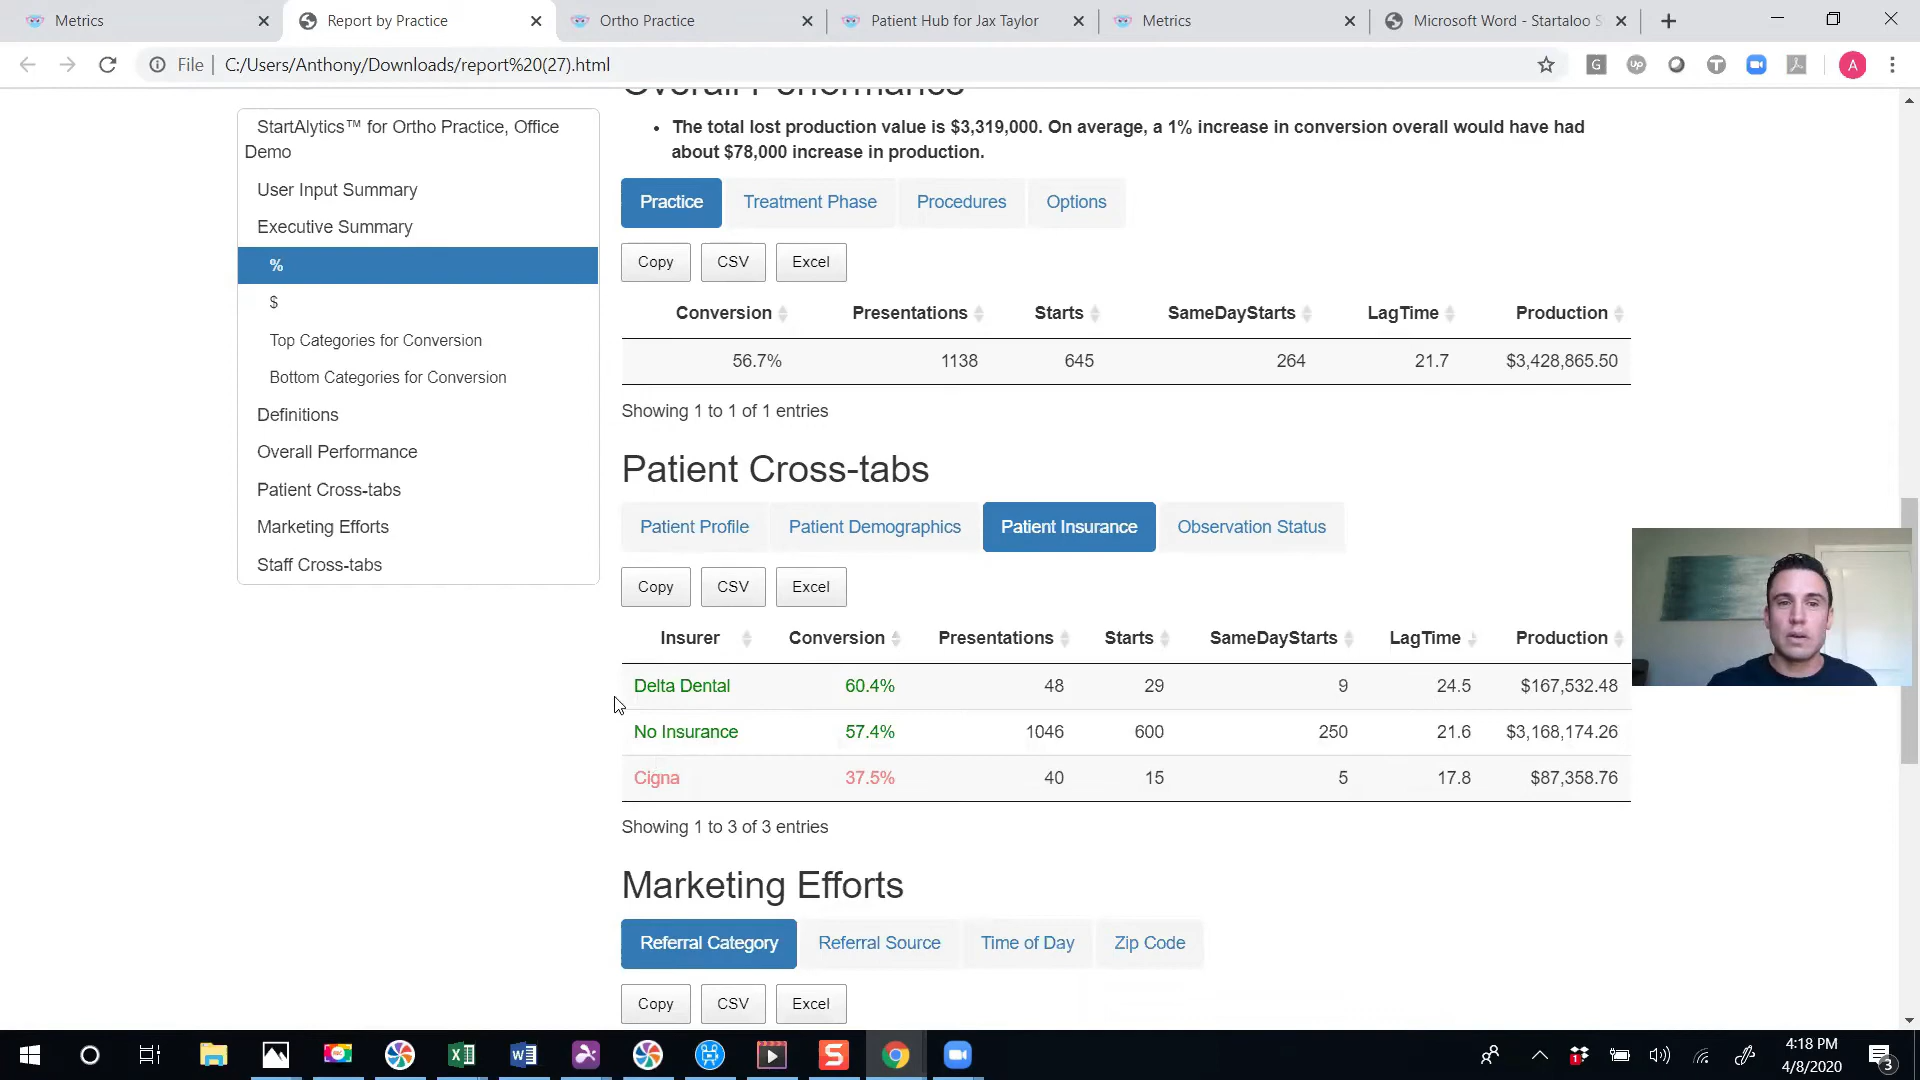 Metrics
Report by Practice
Ortho Practice
Patient Hub for Jax Taylor
Metrics
Microsoft Word - Startaloo S
File
C:/Users/Anthony/Downloads/report%20(27).html
A
StartAlytics™ for Ortho Practice, Office
Demo
User Input Summary
Executive Summary
%
$
Top Categories for Conversion
Bottom Categories for Conversion
Definitions
Overall Performance
Patient Cross-tabs
Marketing Efforts
Staff Cross-tabs
Overall Performance
• The total lost production value is $3,319,000. On average, a 1% increase in conversion overall would have had
about $78,000 increase in production.
Practice Treatment Phase Procedures Options
Copy CSV Excel
Conversion Presentations Starts SameDayStarts LagTime Production
56.7% 1138 645 264 21.7 $3,428,865.50
Showing 1 to 1 of 1 entries
Patient Cross-tabs
Patient Profile Patient Demographics Patient Insurance Observation Status
Copy CSV Excel
Insurer Conversion Presentations Starts SameDayStarts LagTime Production
Delta Dental 60.4% 48 29 9 24.5 $167,532.48
No Insurance 57.4% 1046 600 250 21.6 $3,168,174.26
Cigna 37.5% 40 15 5 17.8 $87,358.76
Showing 1 to 3 of 3 entries
Marketing Efforts
Referral Category Referral Source Time of Day Zip Code
Copy CSV Excel
4:18 PM
4/8/2020
3